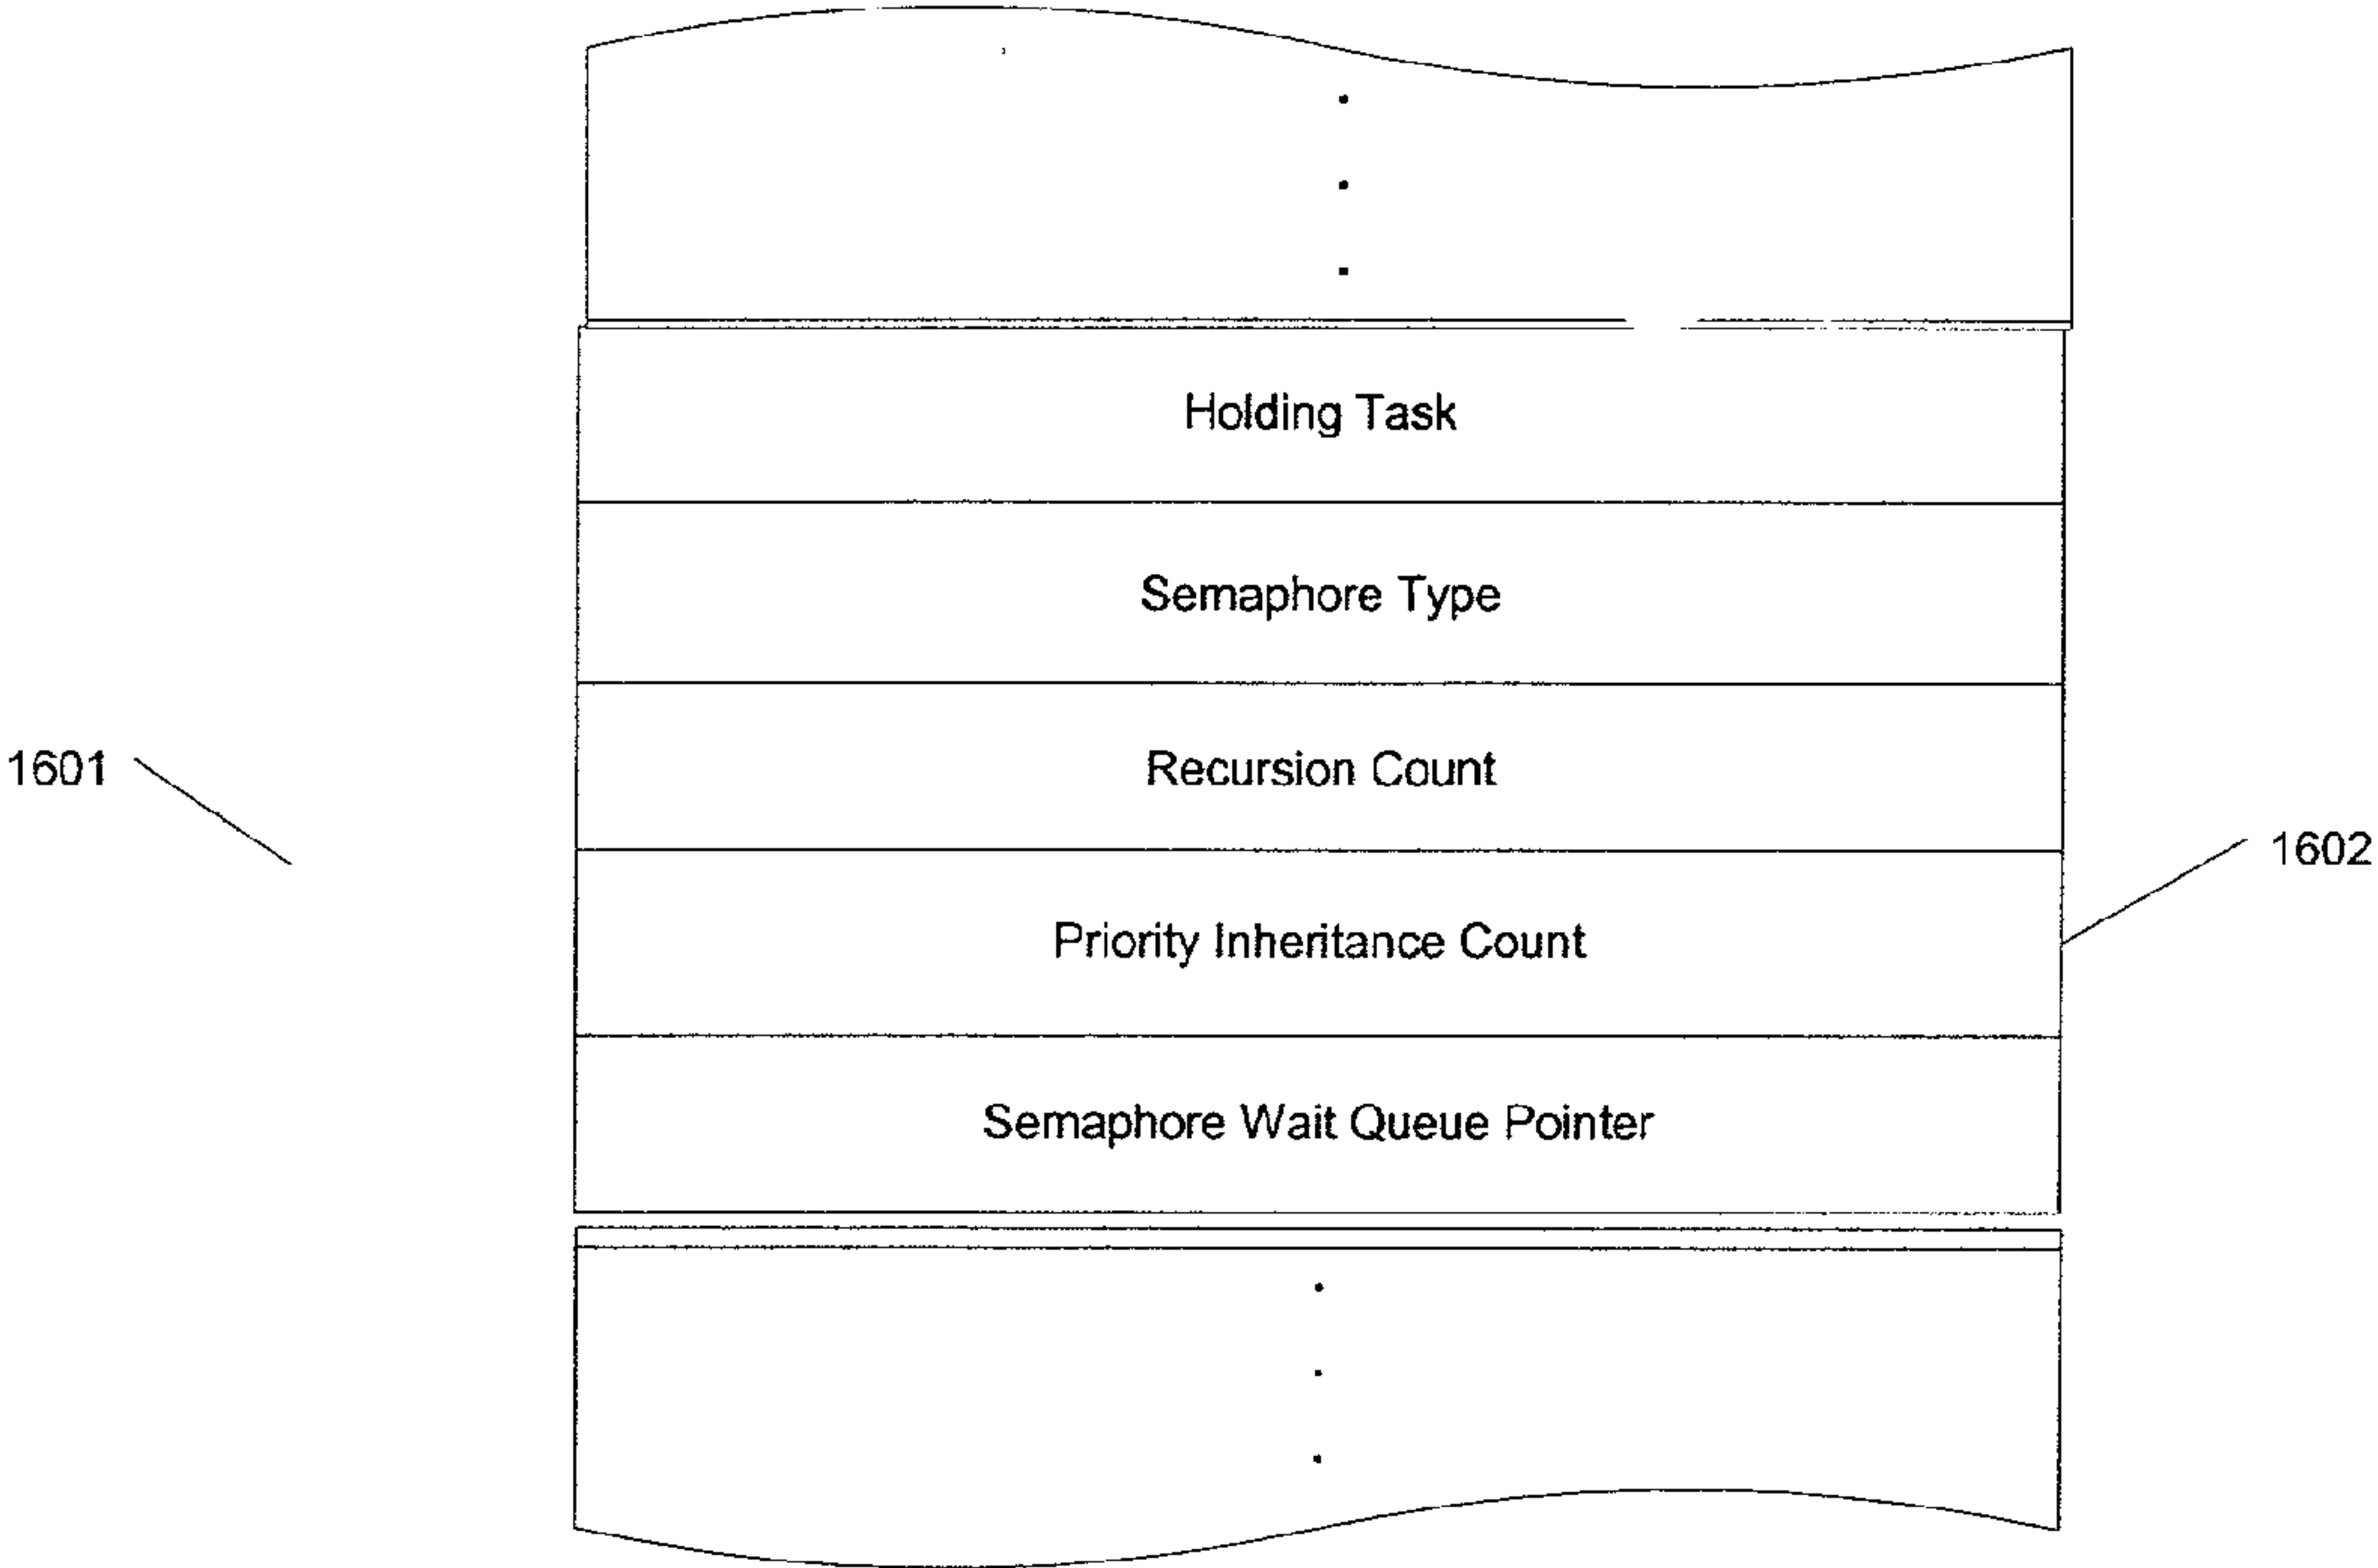 Holding Task
Semaphore Type
Recursion Count
1601
1602
Priority Inheritance Count
Semaphore Wait Queue Pointer